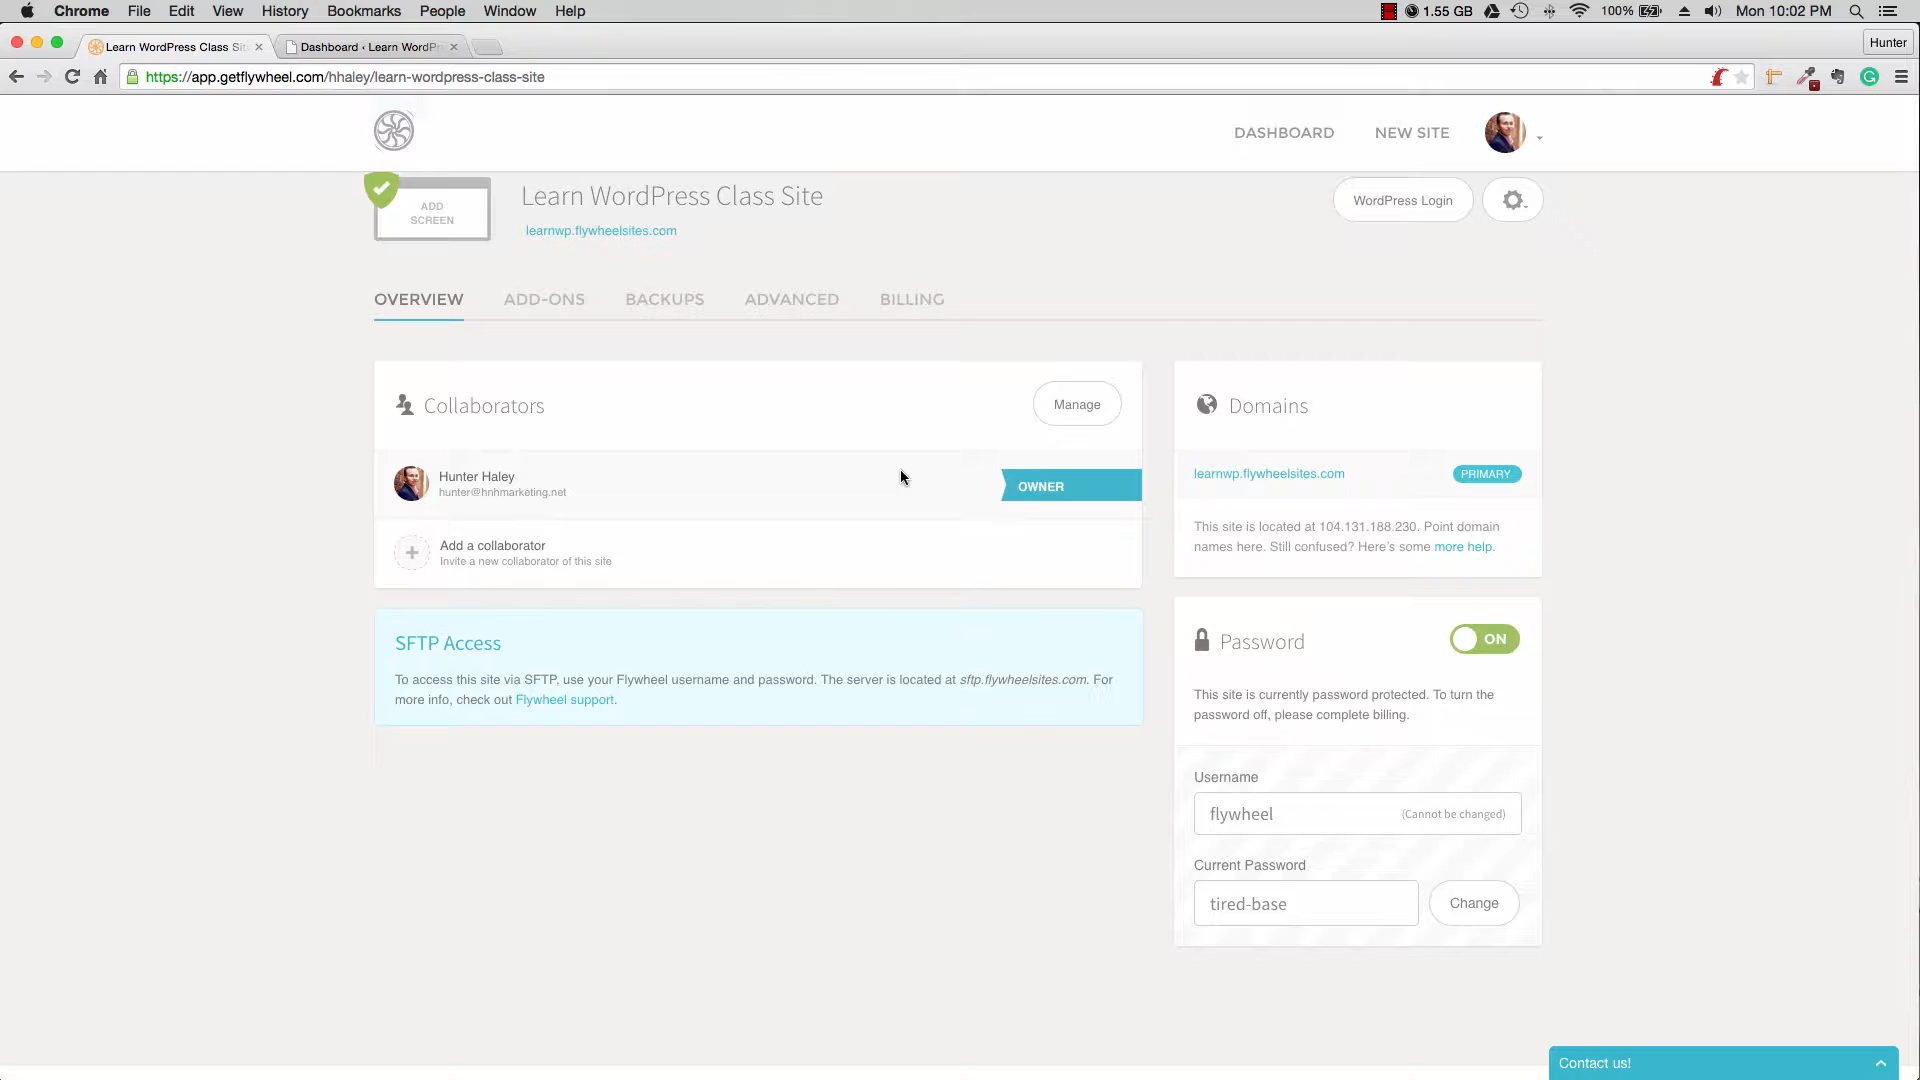 Chrome File Edit View History Bookmarks People Window Help 1.55 GB 100% Mon 10:02 PM
Learn WordPress Class Sit
Dashboard ‹ Learn WordPr
Hunter
https://app.getflywheel.com/hhaley/learn-wordpress-class-site
DASHBOARD NEW SITE
ADD
SCREEN
Learn WordPress Class Site
learnwp.flywheelsites.com
WordPress Login
OVERVIEW ADD-ONS BACKUPS ADVANCED BILLING
Collaborators
Manage
Hunter Haley
hunter@hnhmarketing.net
OWNER
Add a collaborator
Invite a new collaborator of this site
SFTP Access
To access this site via SFTP, use your Flywheel username and password. The server is located at sftp.flywheelsites.com. For
more info, check out Flywheel support.
Domains
learnwp.flywheelsites.com PRIMARY
This site is located at 104.131.188.230. Point domain
names here. Still confused? Here's some more help.
Password
ON
This site is currently password protected. To turn the
password off, please complete billing.
Username
flywheel (Cannot be changed)
Current Password
tired-base
Change
Contact us!